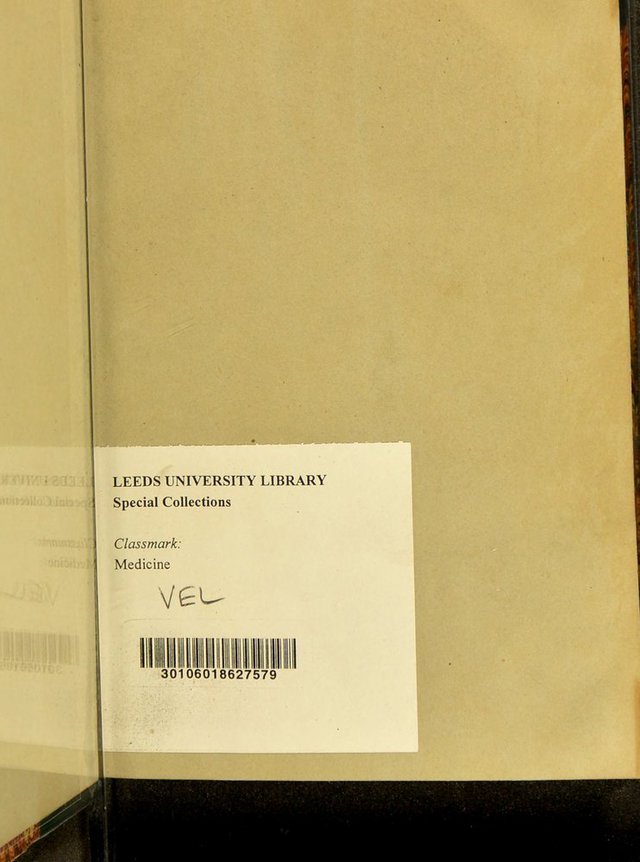 LEEDS UNIVERSITY LIBRARY
Special Collections
Classmark:
Medicine
VEL
30106018627579